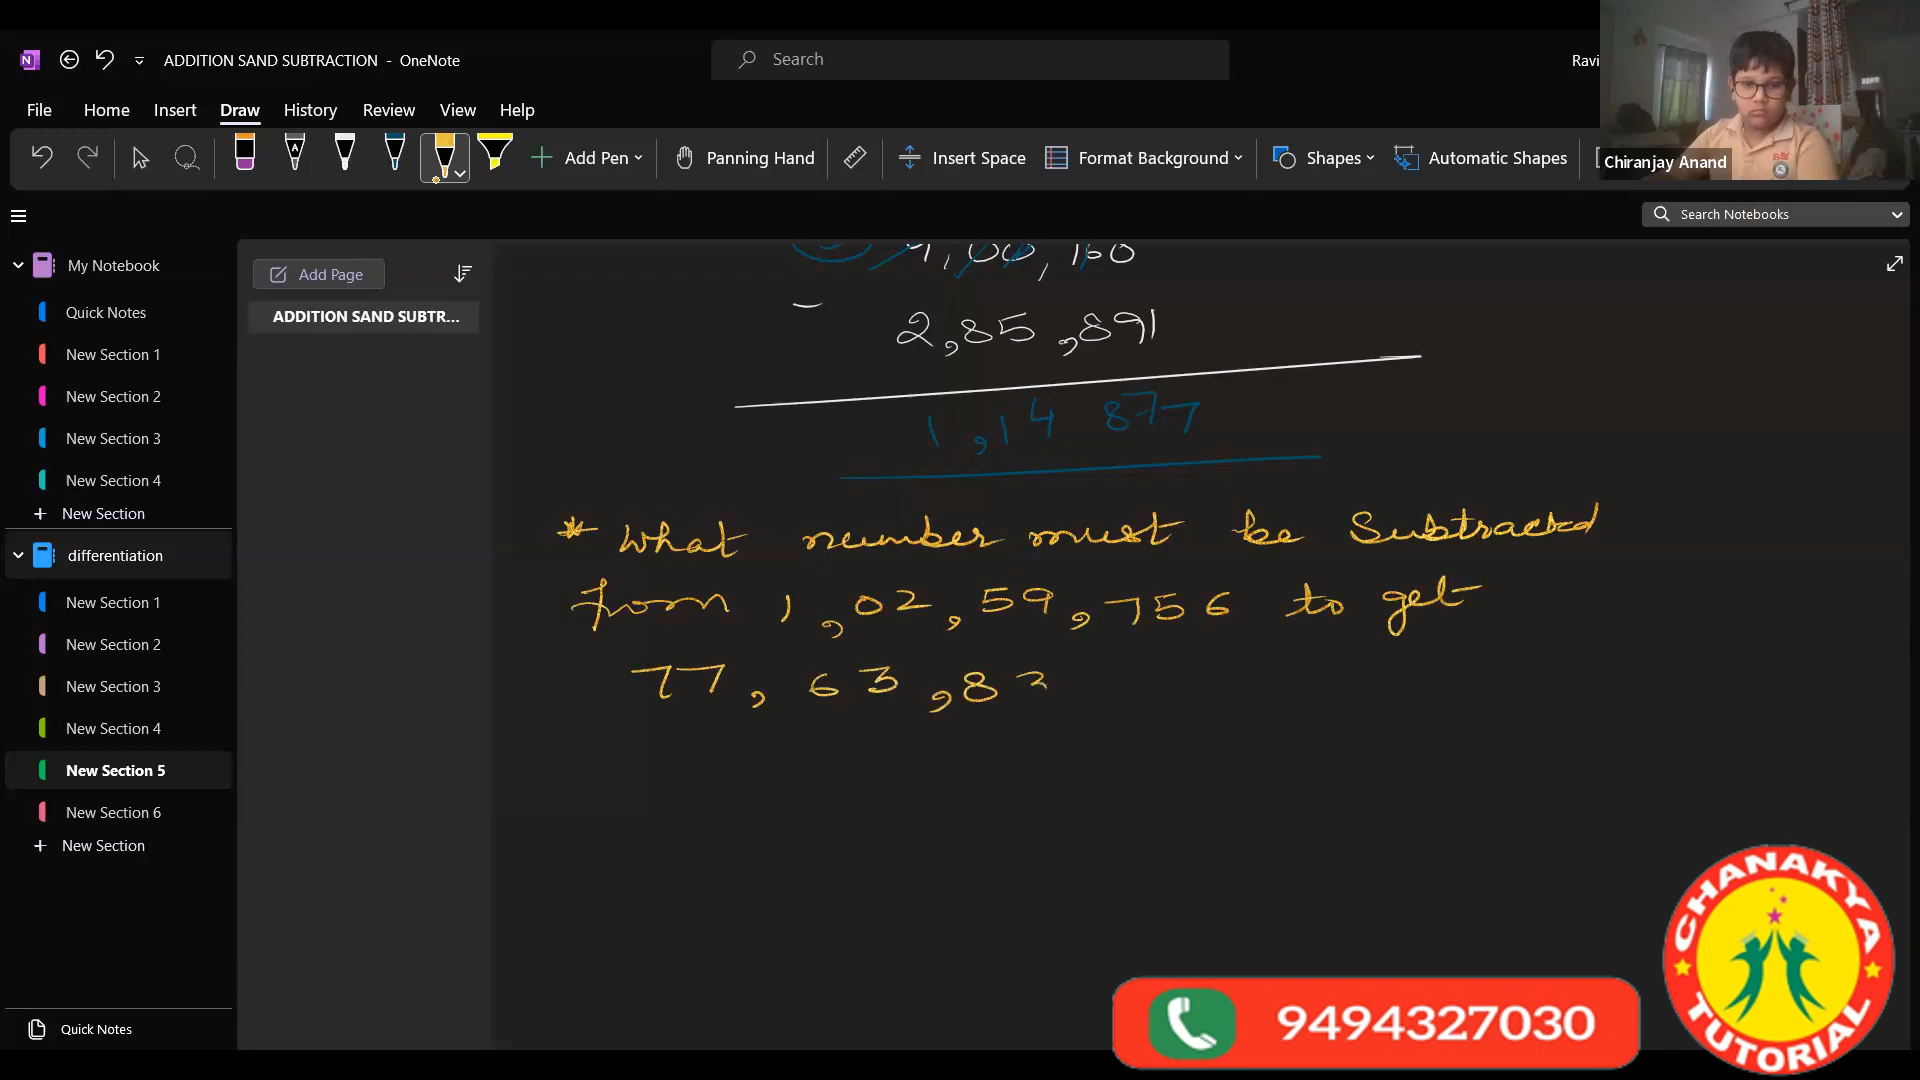 ADDITION SAND SUBTRACTION - OneNote
Search
Ravi
File Home Insert Draw History Review View Help
Add Pen
Panning Hand
Insert Space
Format Background
Shapes
Automatic Shapes
Chiranjay Anand
Search Notebooks
My Notebook
Quick Notes
New Section 1
New Section 2
New Section 3
New Section 4
New Section
differentiation
New Section 1
New Section 2
New Section 3
New Section 4
New Section 5
New Section 6
New Section
Quick Notes
Add Page
ADDITION SAND SUBTR...
- 2,85,891
1,14 877
* What number must be Subtracted
from 1,02,59,756 to get
77,63,8
9494327030
CHANAKYA TUTORIAL